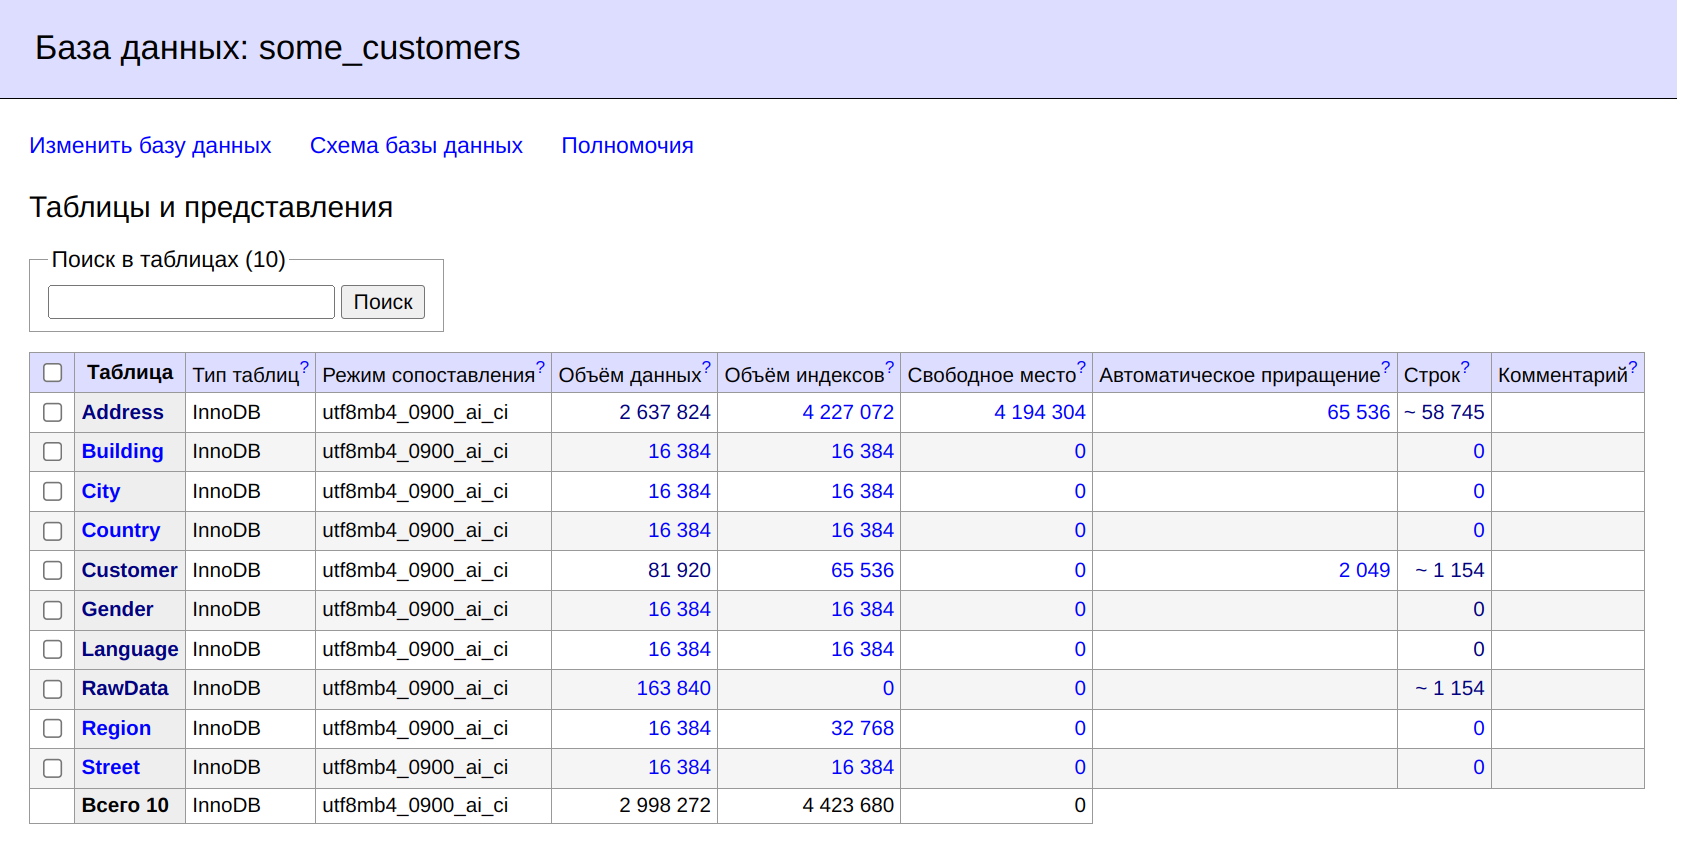 База данных: some_customers
Изменить базу данных Схема базы данных Полномочия
Таблицы и представления
Поиск в таблицах (10)
Поиск
Таблица Тип таблиц? Режим сопоставления? Объём данных? Объём индексов? Свободное место? Автоматическое приращение? Строк? Комментарий?
Address InnoDB utf8mb4_0900_ai_ci 2 637 824 4 227 072 4 194 304 65 536 ~ 58 745
Building InnoDB utf8mb4_0900_ai_ci 16 384 16 384 0 0
City InnoDB utf8mb4_0900_ai_ci 16 384 16 384 0 0
Country InnoDB utf8mb4_0900_ai_ci 16 384 16 384 0 0
Customer InnoDB utf8mb4_0900_ai_ci 81 920 65 536 0 2 049 ~ 1 154
Gender InnoDB utf8mb4_0900_ai_ci 16 384 16 384 0 0
Language InnoDB utf8mb4_0900_ai_ci 16 384 16 384 0 0
RawData InnoDB utf8mb4_0900_ai_ci 163 840 0 0 ~ 1 154
Region InnoDB utf8mb4_0900_ai_ci 16 384 32 768 0 0
Street InnoDB utf8mb4_0900_ai_ci 16 384 16 384 0 0
Всего 10 InnoDB utf8mb4_0900_ai_ci 2 998 272 4 423 680 0